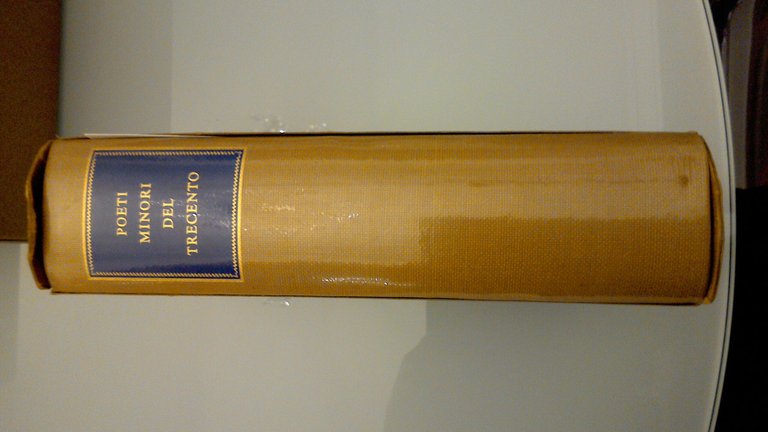 POETI
MINORI
DEL
TRECENTO